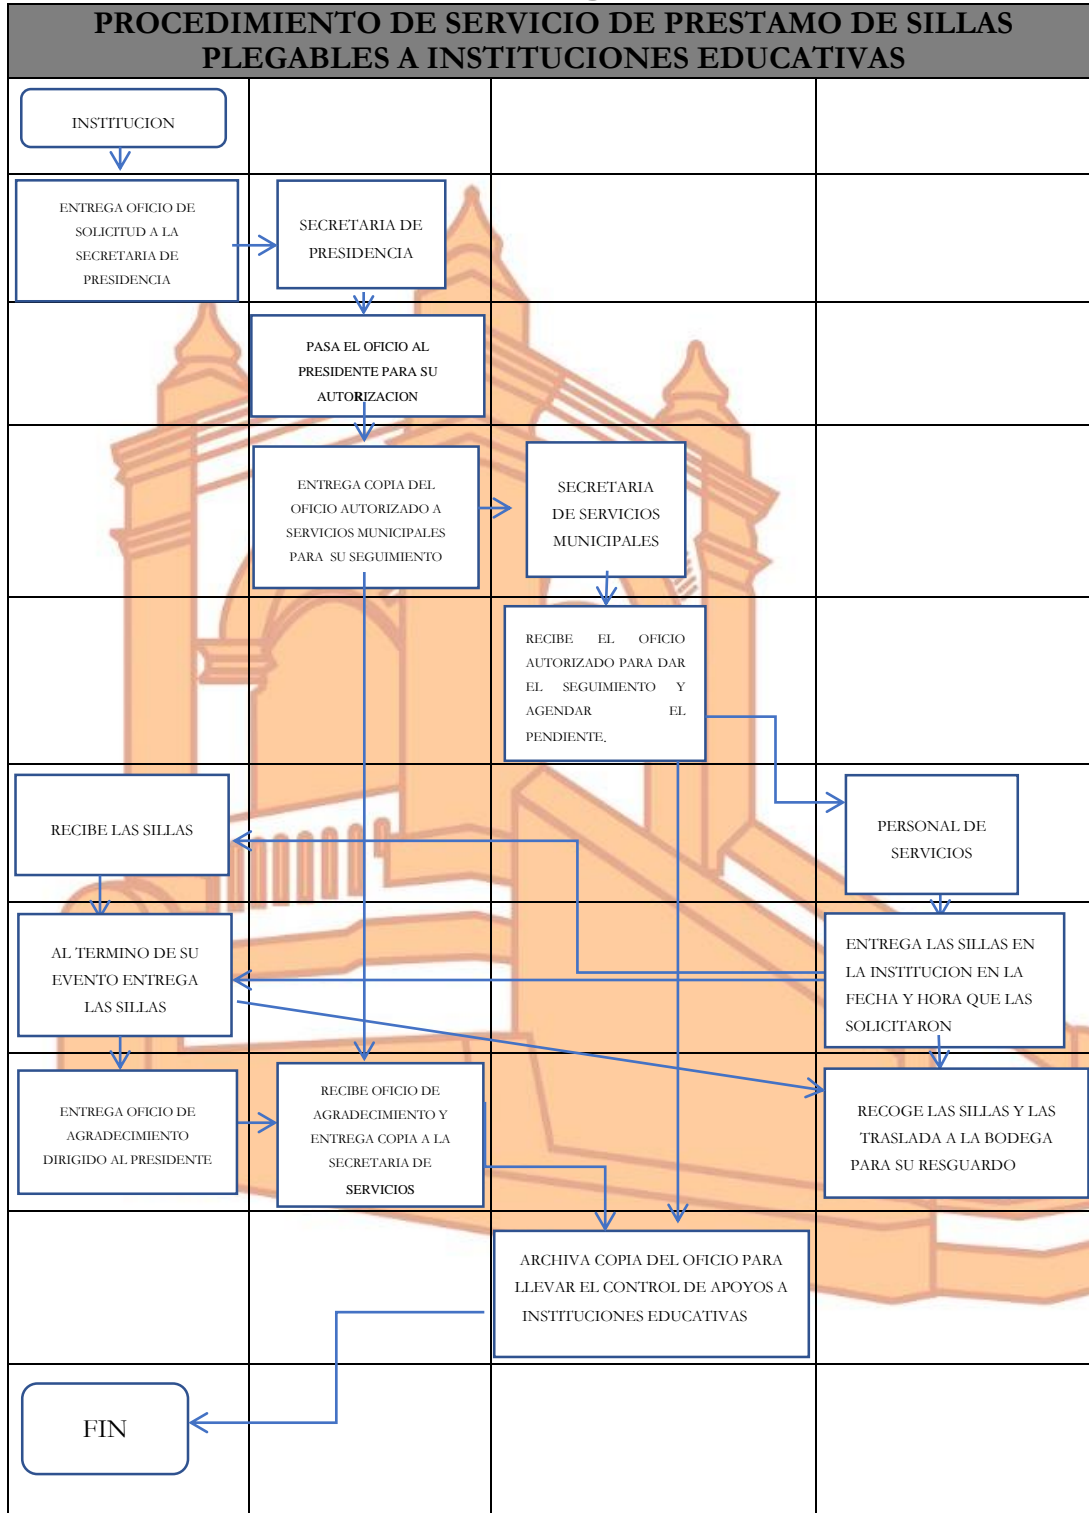 PROCEDIMIENTO DE SERVICIO DE PRESTAMO DE SILLAS
PLEGABLES A INSTITUCIONES EDUCATIVAS
INSTITUCION
ENTREGA OFICIO DE
SOLICITUD A LA
SECRETARIA DE
PRESIDENCIA
SECRETARIA DE
PRESIDENCIA
PASA EL OFICIO AL
PRESIDENTE PARA SU
AUTORIZACION
ENTREGA COPIA DEL
OFICIO AUTORIZADO A
SERVICIOS MUNICIPALES
PARA SU SEGUIMIENTO
SECRETARIA
DE SERVICIOS
MUNICIPALES
RECIBE EL OFICIO
AUTORIZADO PARA DAR
EL SEGUIMIENTO Y
AGENDAR EL
PENDIENTE.
RECIBE LAS SILLAS
PERSONAL DE
SERVICIOS
AL TERMINO DE SU
EVENTO ENTREGA
LAS SILLAS
ENTREGA LAS SILLAS EN
LA INSTITUCION EN LA
FECHA Y HORA QUE LAS
SOLICITARON
ENTREGA OFICIO DE
AGRADECIMIENTO
DIRIGIDO AL PRESIDENTE
RECIBE OFICIO DE
AGRADECIMIENTO Y
ENTREGA COPIA A LA
SECRETARIA DE
SERVICIOS
RECOGE LAS SILLAS Y LAS
TRASLADA A LA BODEGA
PARA SU RESGUARDO
ARCHIVA COPIA DEL OFICIO PARA
LLEVAR EL CONTROL DE APOYOS A
INSTITUCIONES EDUCATIVAS
FIN